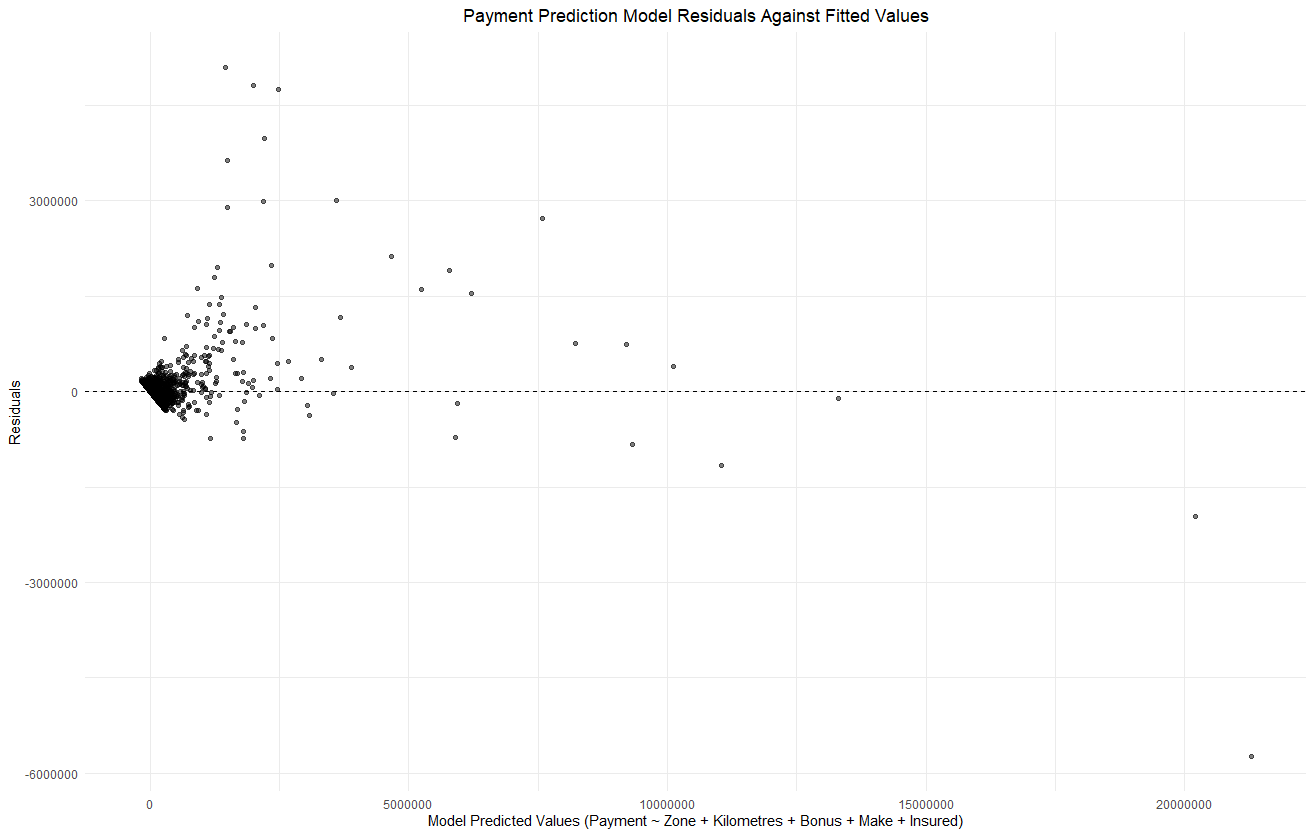 Payment Prediction Model Residuals Against Fitted Values
Residuals
3000000
0
-3000000
-6000000
0 5000000 10000000 15000000 20000000
Model Predicted Values (Payment ~ Zone + Kilometres + Bonus + Make + Insured)